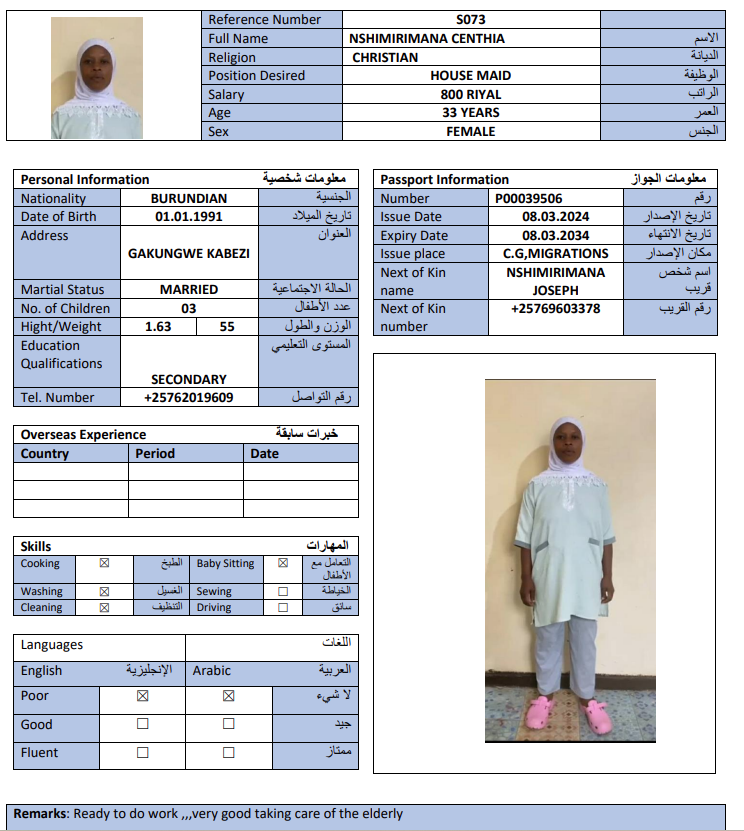 Reference Number S073
Full Name NSHIMIRIMANA CENTHIA الاسم
Religion CHRISTIAN الديانة
Position Desired HOUSE MAID الوظيفة
Salary 800 RIYAL الراتب
Age 33 YEARS العمر
Sex FEMALE الجنس
Personal Information معلومات شخصية
Nationality BURUNDIAN الجنسية
Date of Birth 01.01.1991 تاريخ الميلاد
Address العنوان
GAKUNGWE KABEZI
Martial Status MARRIED الحالة الاجتماعية
No. of Children 03 عدد الأطفال
Hight/Weight 1.63 55 الوزن والطول
Education المستوى التعليمي
Qualifications
SECONDARY
Tel. Number +25762019609 رقم التواصل
Passport Information معلومات الجواز
Number P00039506 رقم
Issue Date 08.03.2024 تاريخ الإصدار
Expiry Date 08.03.2034 تاريخ الانتهاء
Issue place C.G,MIGRATIONS مكان الإصدار
Next of Kin NSHIMIRIMANA اسم شخص
name JOSEPH قريب
Next of Kin +25769603378 رقم القريب
number
Overseas Experience خبرات سابقة
Country Period Date
Skills المهارات
Cooking ☒ الطبخ Baby Sitting ☒ التعامل مع
الأطفال
Washing ☒ الغسيل Sewing ☐ الخياطة
Cleaning ☒ التنظيف Driving ☐ سائق
Languages اللغات
English الإنجليزية Arabic العربية
Poor ☒ ☒ لا شيء
Good ☐ ☐ جيد
Fluent ☐ ☐ ممتاز
Remarks: Ready to do work ,,,very good taking care of the elderly